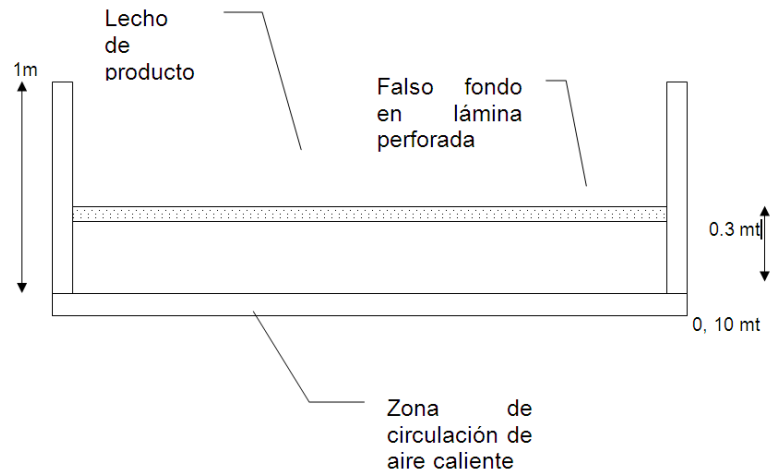 Lecho
de
producto
1m
Falso fondo
en lámina
perforada
0.3 mt
0, 10 mt
Zona de
circulación de
aire caliente